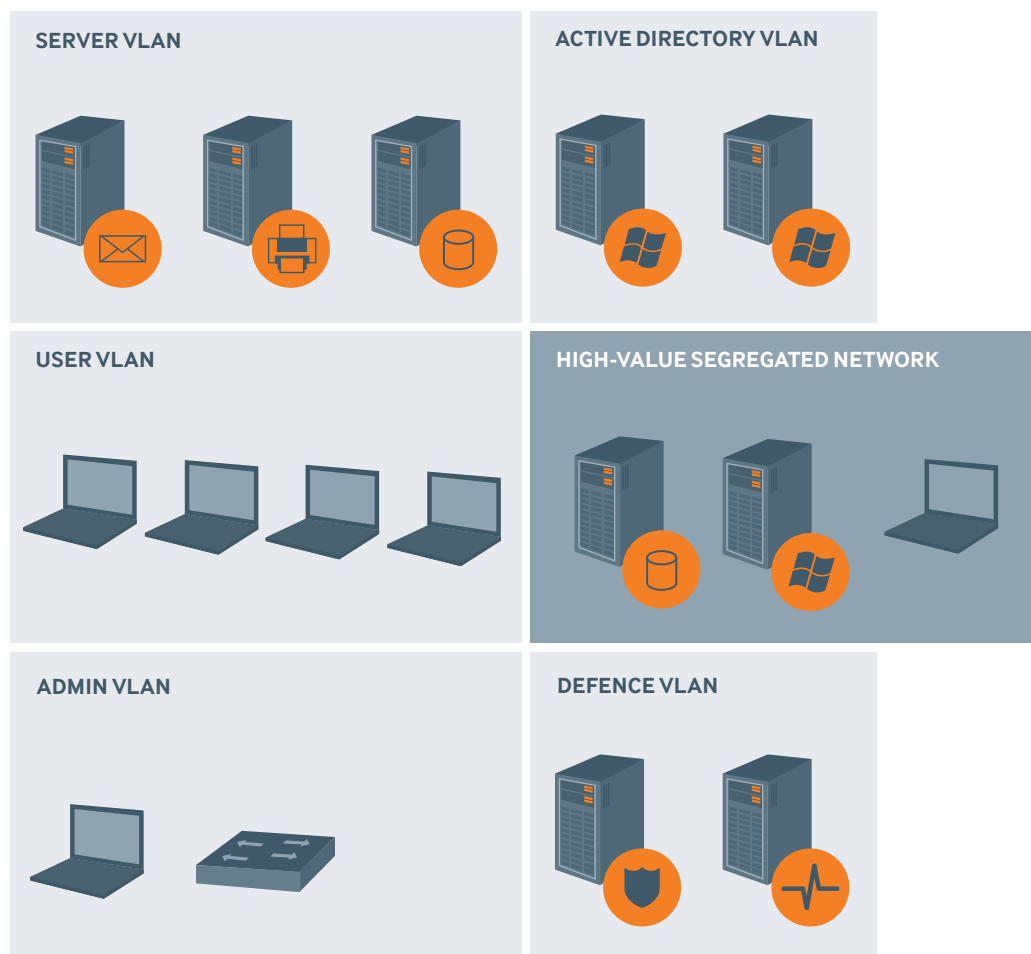 SERVER VLAN
ACTIVE DIRECTORY VLAN
USER VLAN
HIGH-VALUE SEGREGATED NETWORK
ADMIN VLAN
DEFENCE VLAN